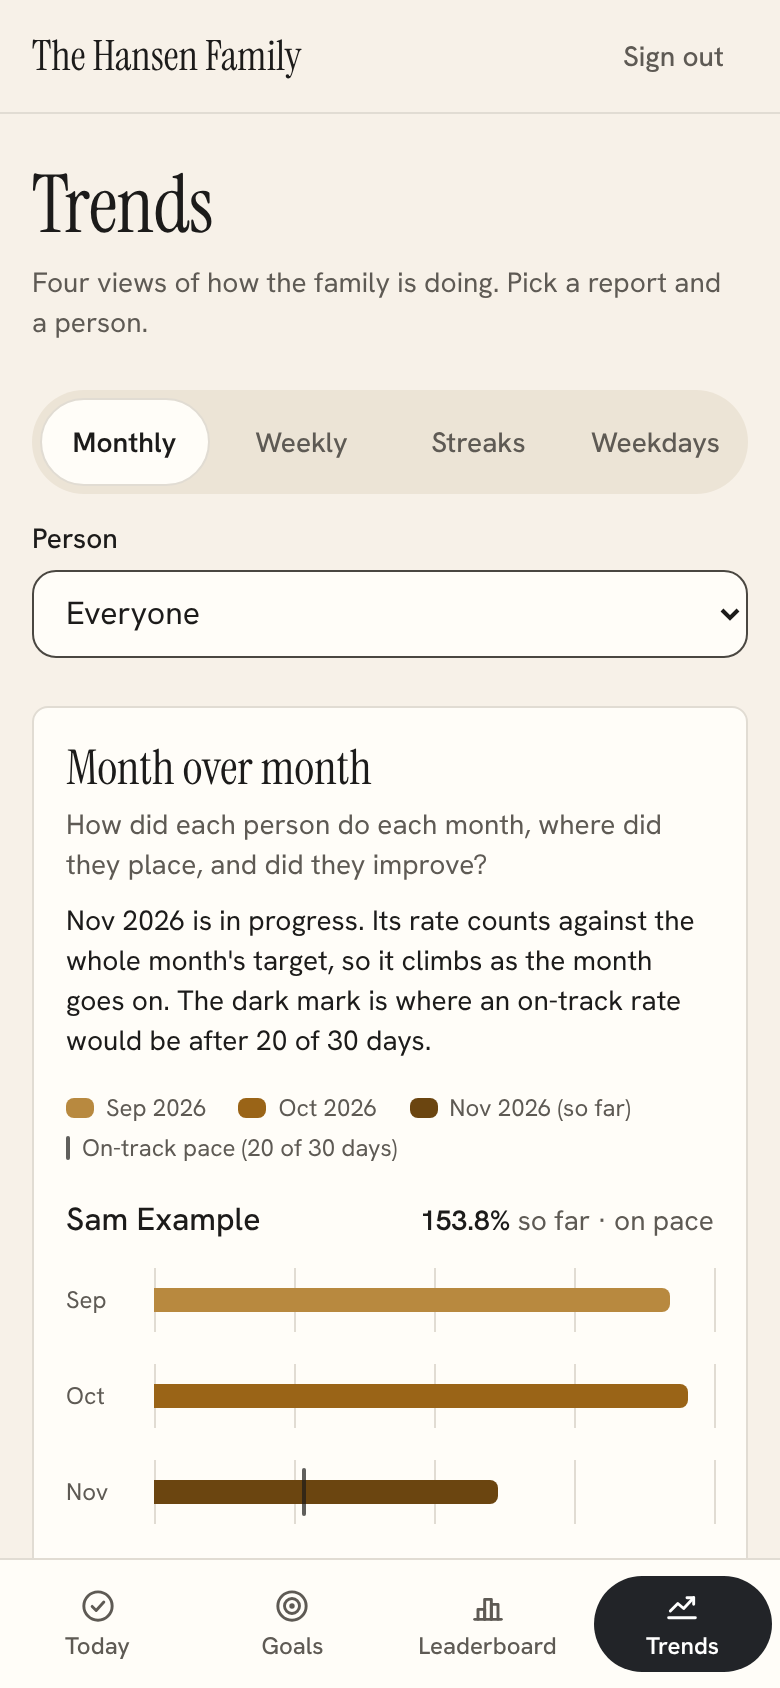 The Hansen Family
Sign out
Trends
Four views of how the family is doing. Pick a report and
a person.
Monthly
Weekly
Streaks
Weekdays
Person
Everyone
Month over month
How did each person do each month, where did
they place, and did they improve?
Nov 2026 is in progress. Its rate counts against the
whole month's target, so it climbs as the month
goes on. The dark mark is where an on-track rate
would be after 20 of 30 days.
Sep 2026
Oct 2026
Nov 2026 (so far)
On-track pace (20 of 30 days)
Sam Example
153.8% so far · on pace
Sep
Oct
Nov
Today
Goals
Leaderboard
Trends